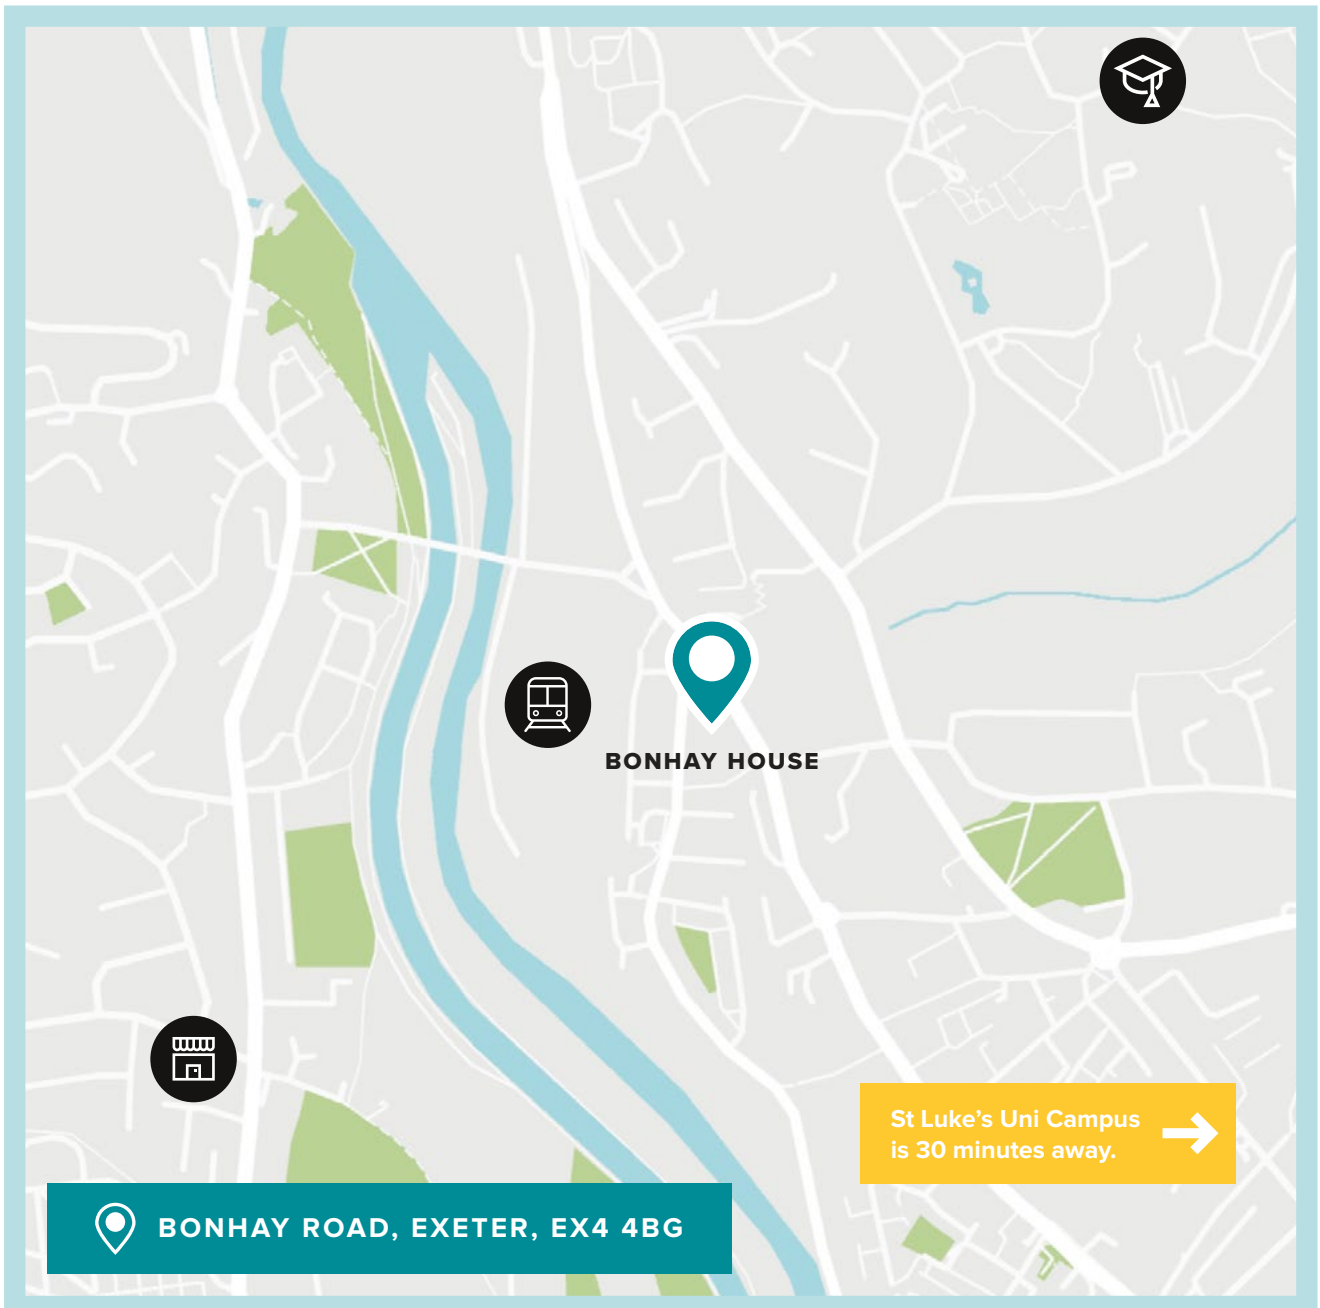 BONHAY HOUSE
St Luke’s Uni Campus
is 30 minutes away.
BONHAY ROAD, EXETER, EX4 4BG